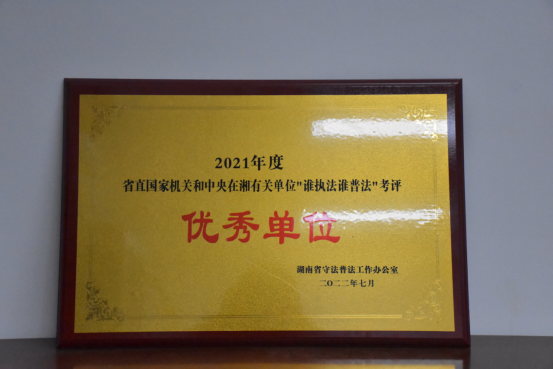 2021年度
省直国家机关和中央在湘有关单位"谁执法谁普法"考评
优秀单位
湖南省守法普法工作办公室
二〇二二年七月